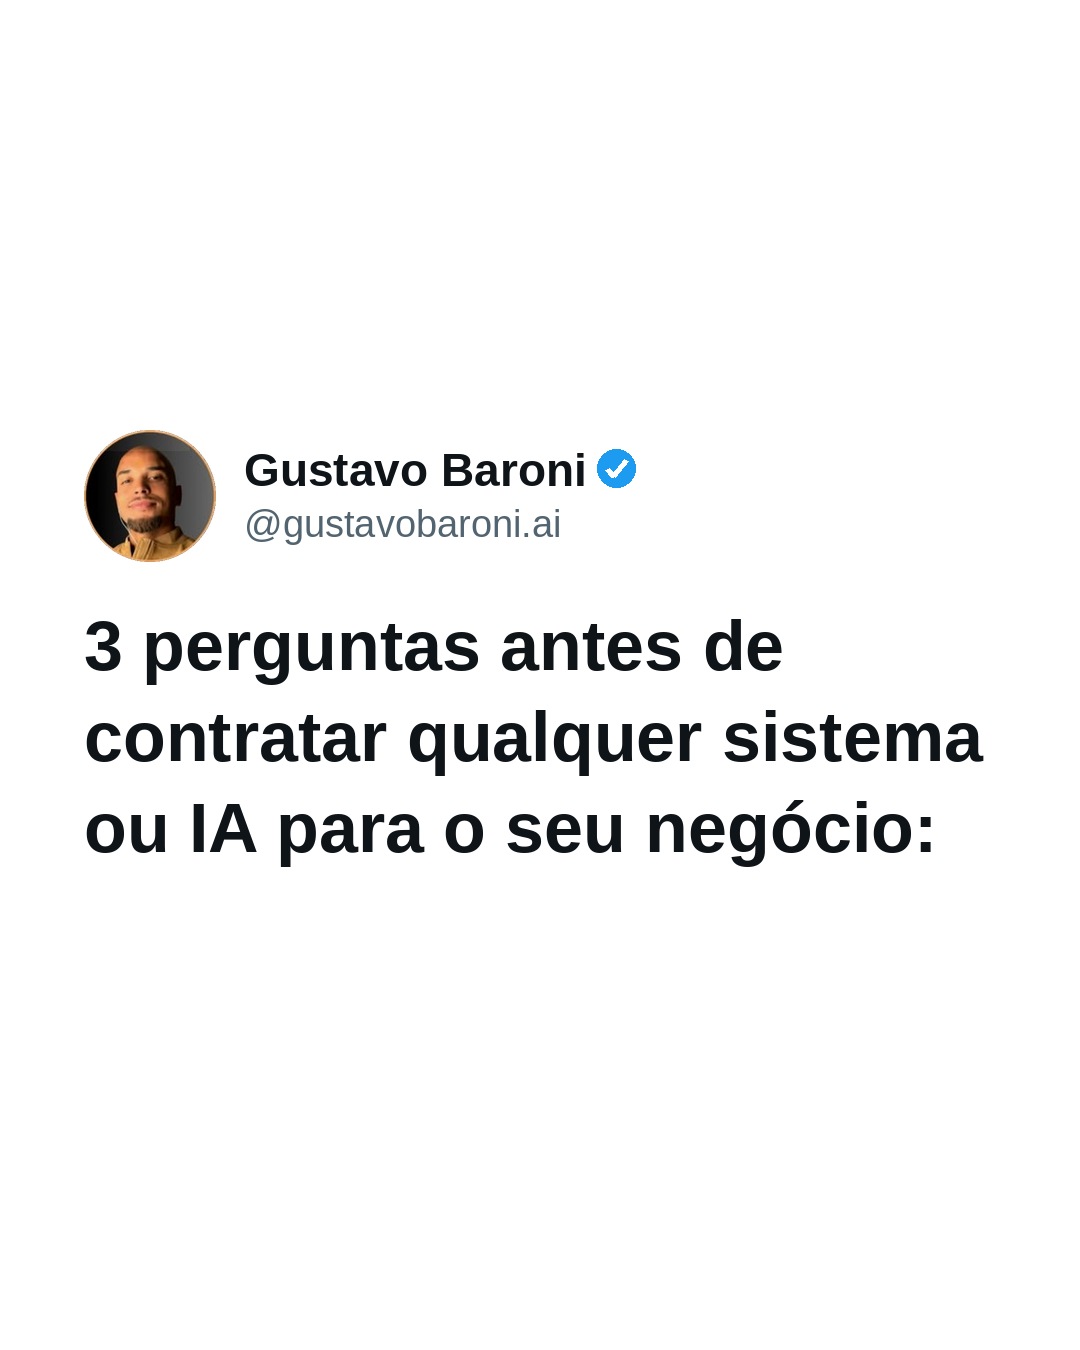 Gustavo Baroni
@gustavobaroni.ai
3 perguntas antes de
contratar qualquer sistema
ou IA para o seu negócio: